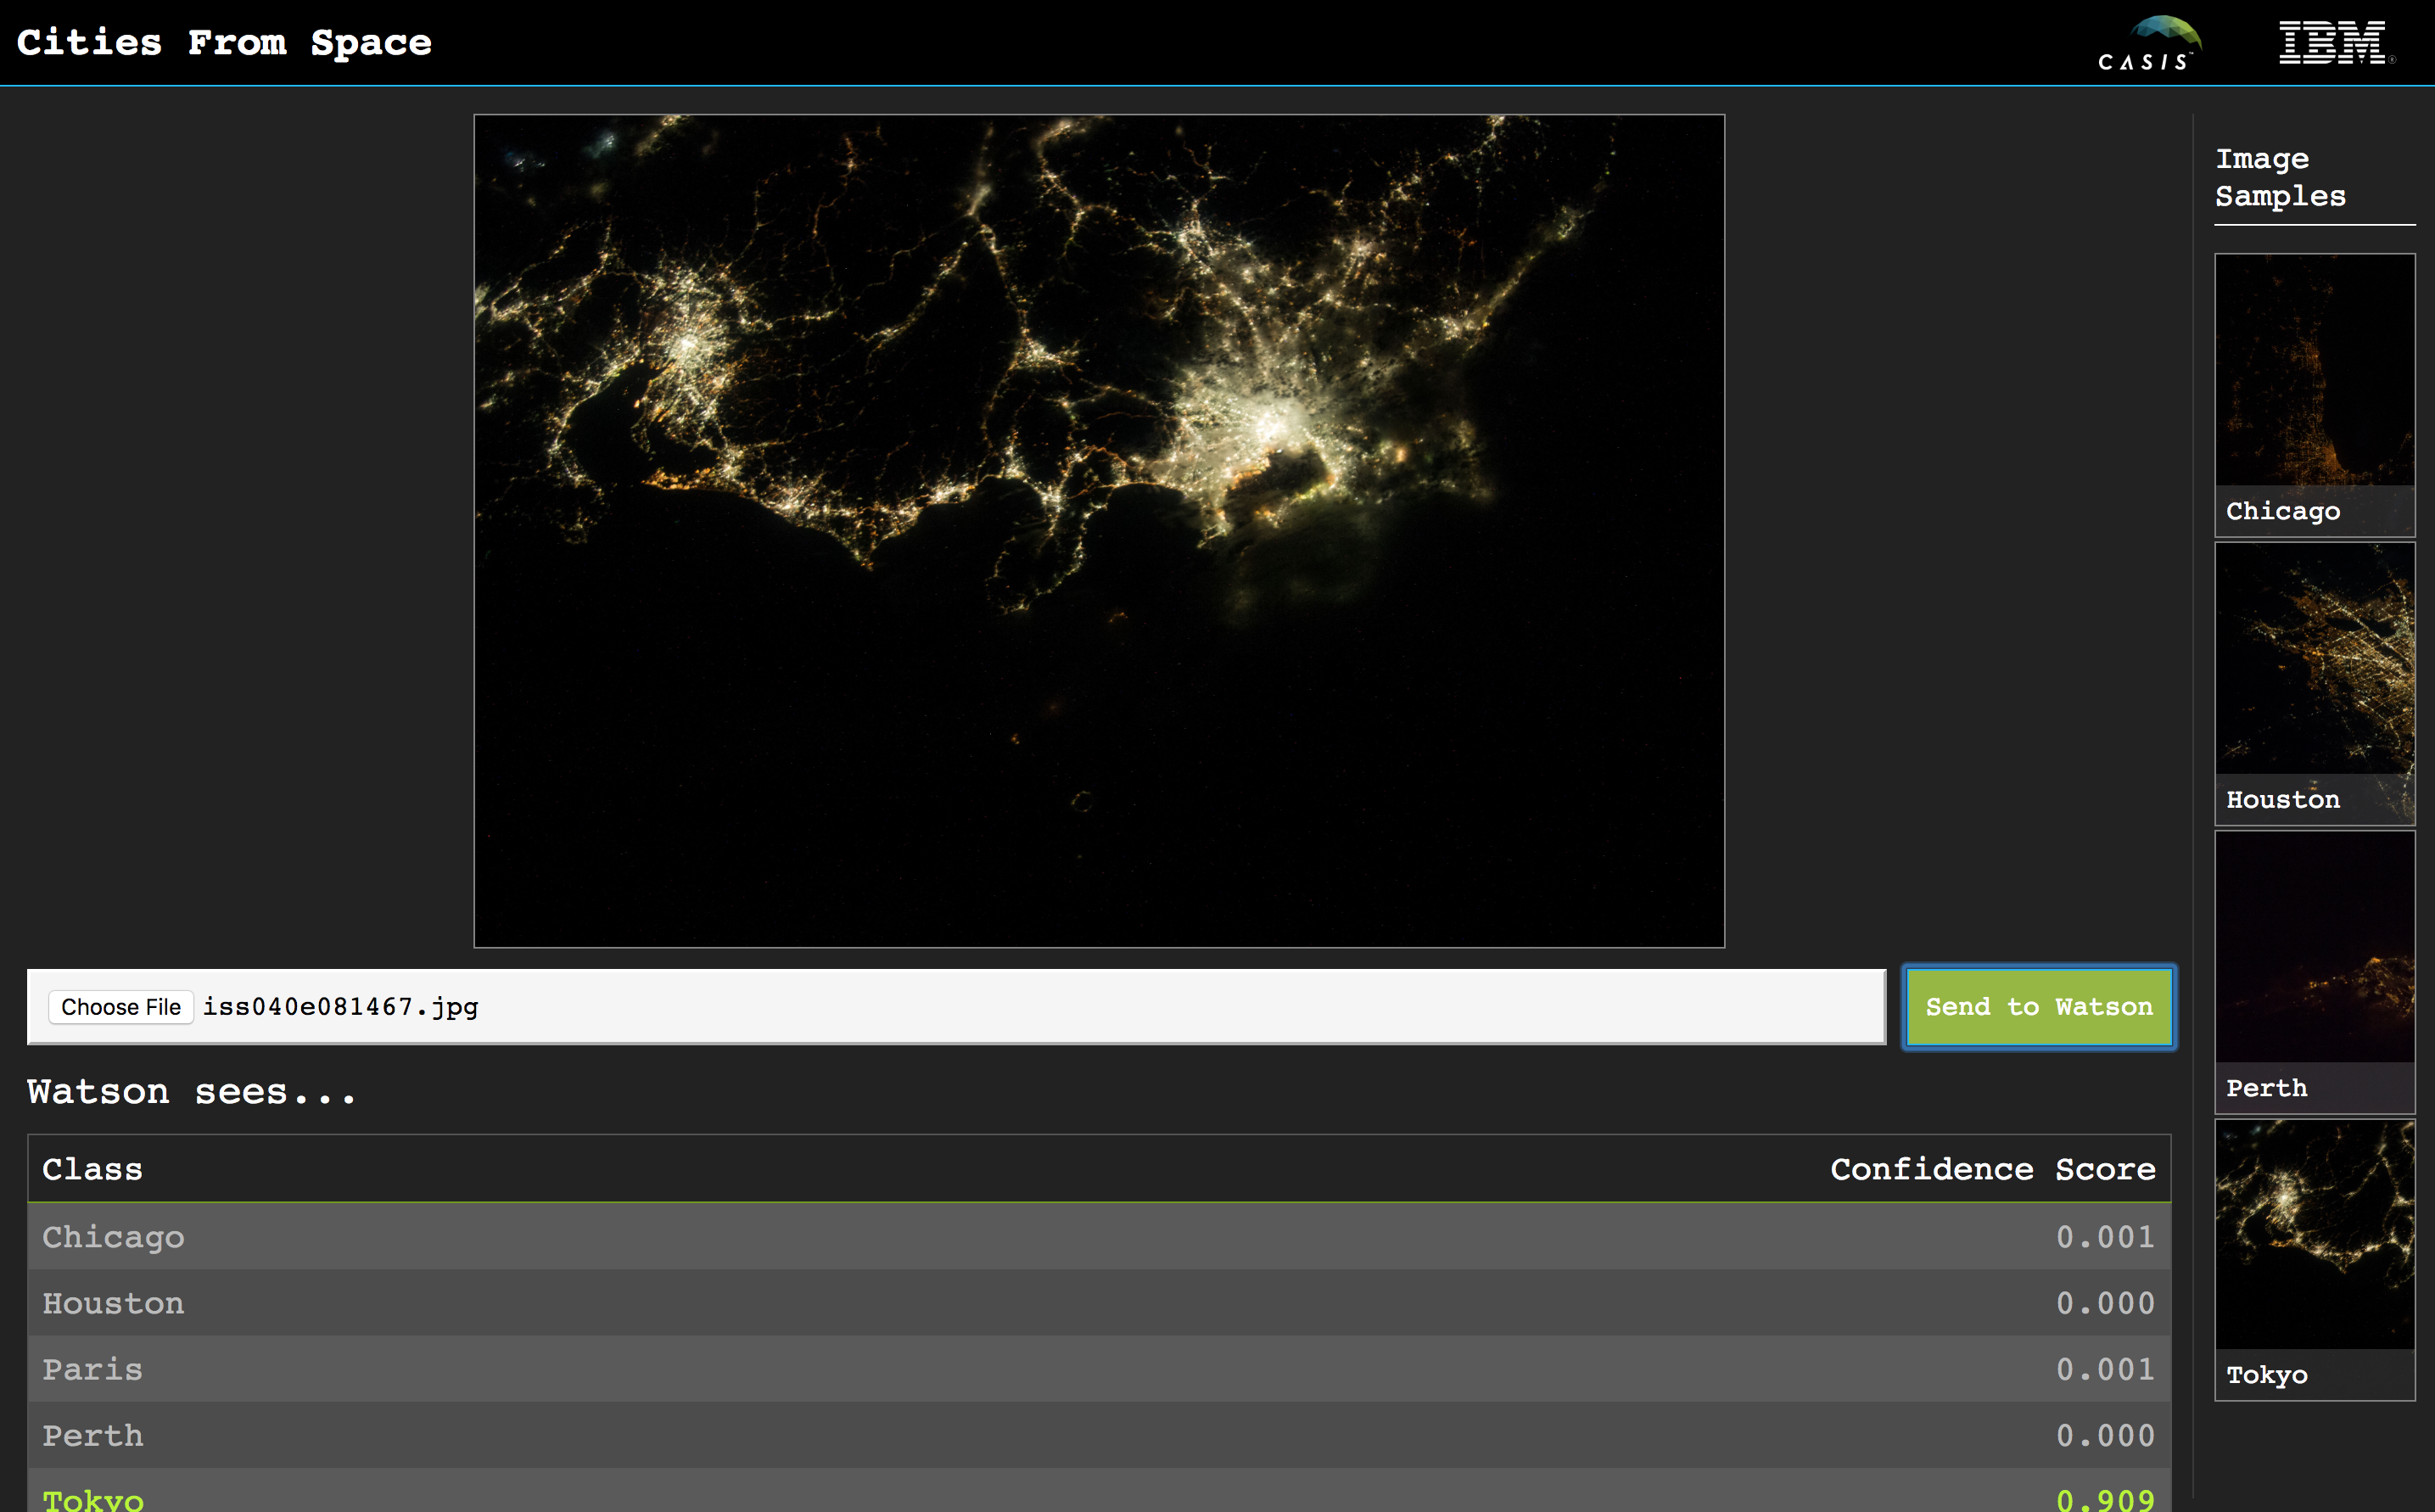 Cities From Space
CASIS™
IBM®
Image
Samples
Chicago
Houston
Perth
Tokyo
Choose File iss040e081467.jpg
Send to Watson
Watson sees...
Class Confidence Score
Chicago 0.001
Houston 0.000
Paris 0.001
Perth 0.000
Tokyo 0.909